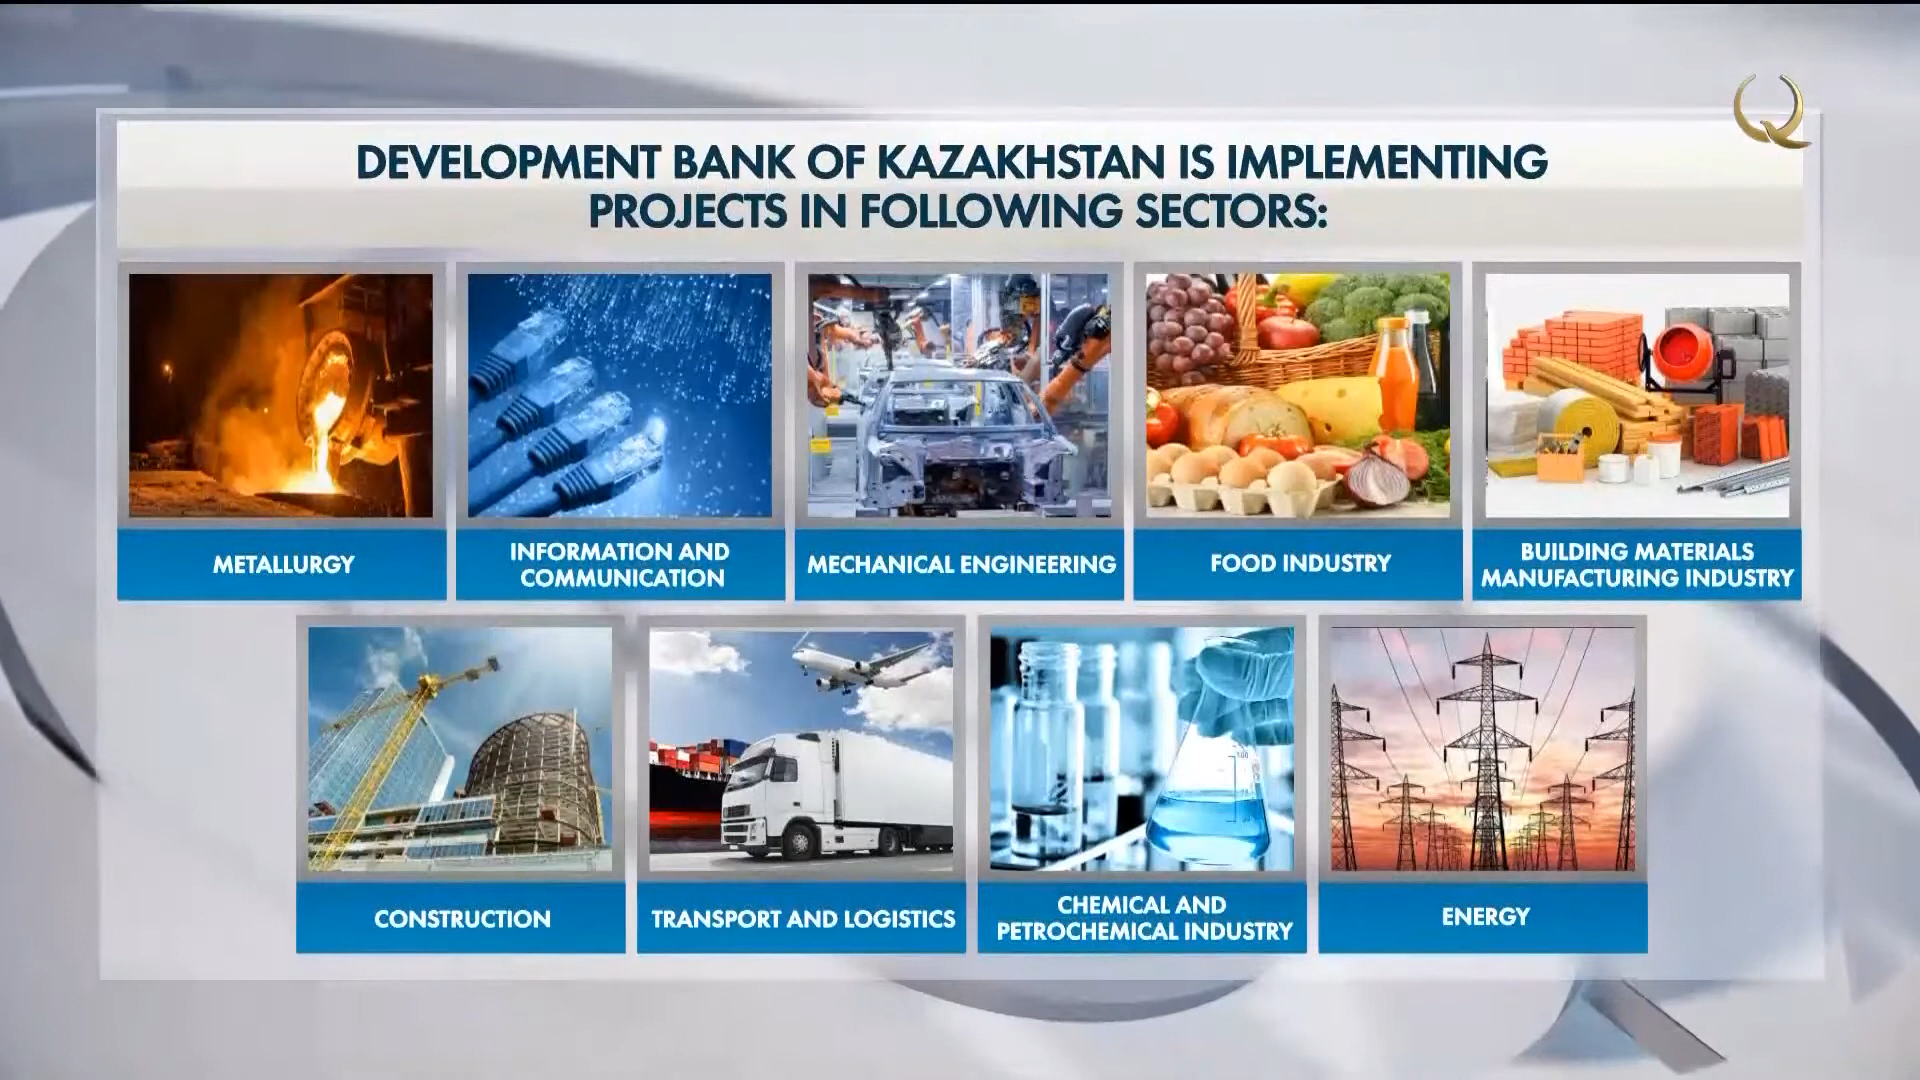 DEVELOPMENT BANK OF KAZAKHSTAN IS IMPLEMENTING
PROJECTS IN FOLLOWING SECTORS:
METALLURGY
INFORMATION AND
COMMUNICATION
MECHANICAL ENGINEERING
FOOD INDUSTRY
BUILDING MATERIALS
MANUFACTURING INDUSTRY
CONSTRUCTION
TRANSPORT AND LOGISTICS
CHEMICAL AND
PETROCHEMICAL INDUSTRY
ENERGY